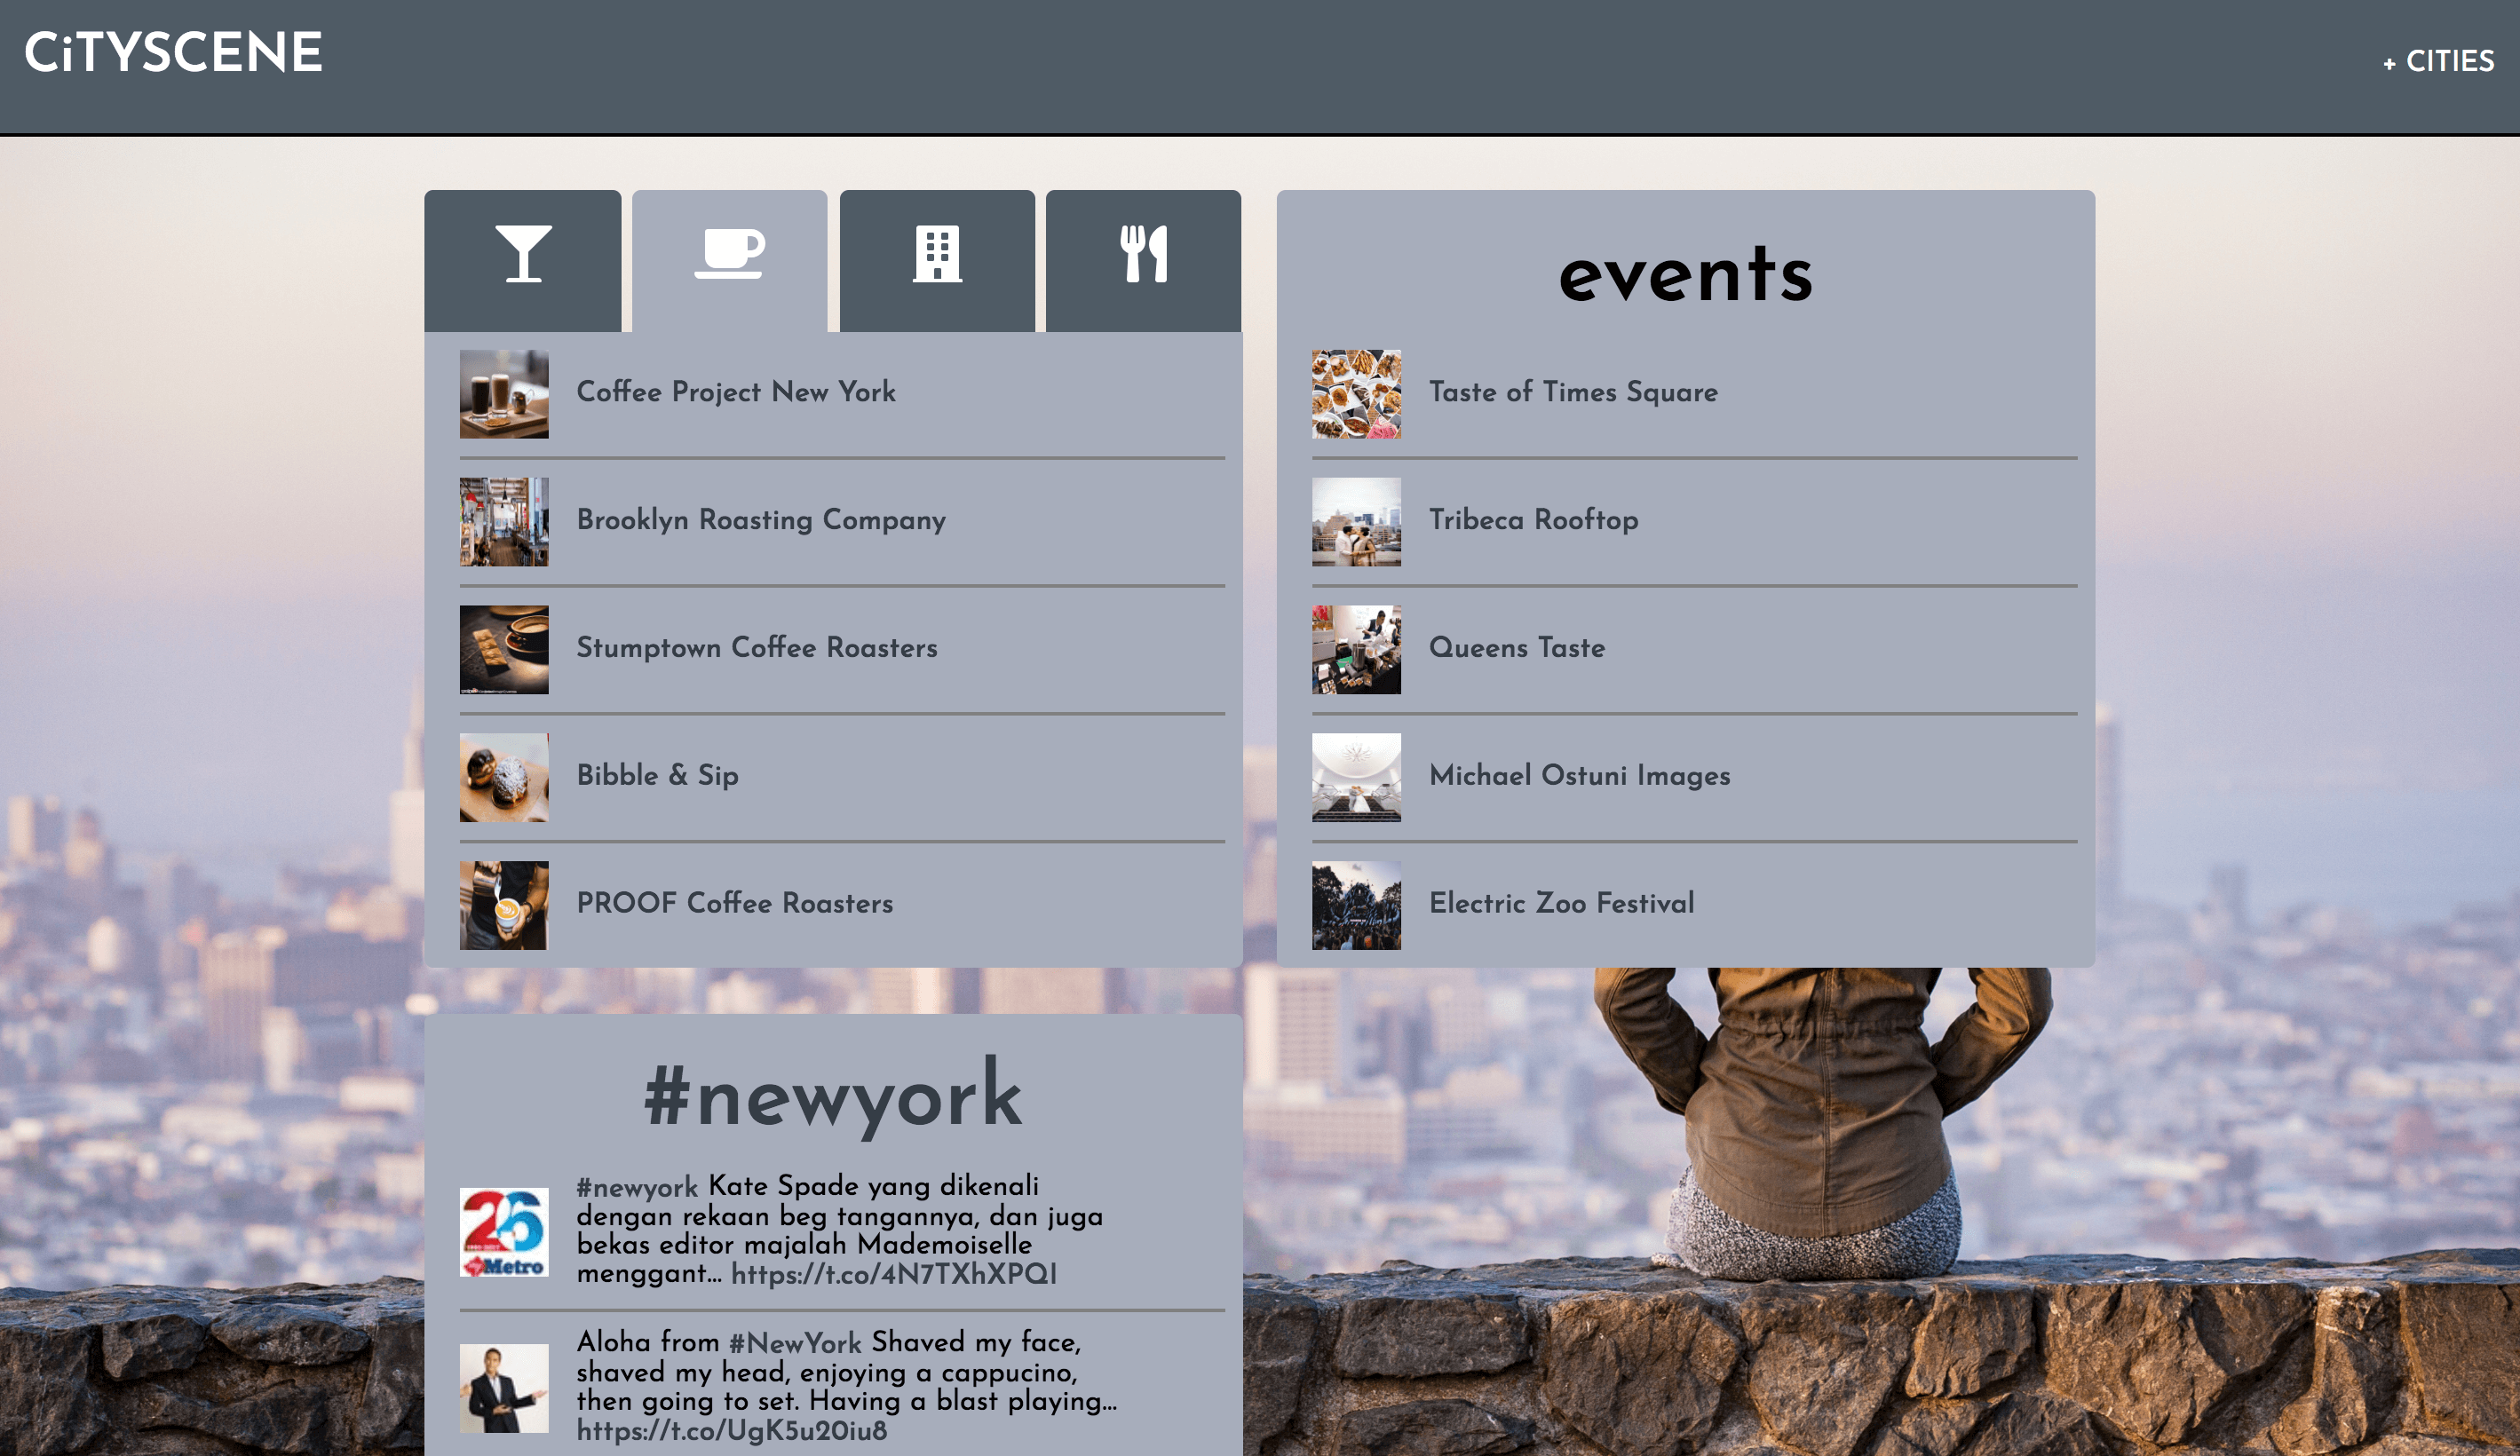 CiTYSCENE
+ CITIES
Coffee Project New York
Brooklyn Roasting Company
Stumptown Coffee Roasters
Bibble & Sip
PROOF Coffee Roasters
events
Taste of Times Square
Tribeca Rooftop
Queens Taste
Michael Ostuni Images
Electric Zoo Festival
#newyork
26
Metro
#newyork Kate Spade yang dikenali
dengan rekaan beg tangannya, dan juga
bekas editor majalah Mademoiselle
menggant... https://t.co/4N7TXhXPQI
Aloha from #NewYork Shaved my face,
shaved my head, enjoying a cappucino,
then going to set. Having a blast playing...
https://t.co/UgK5u20iu8